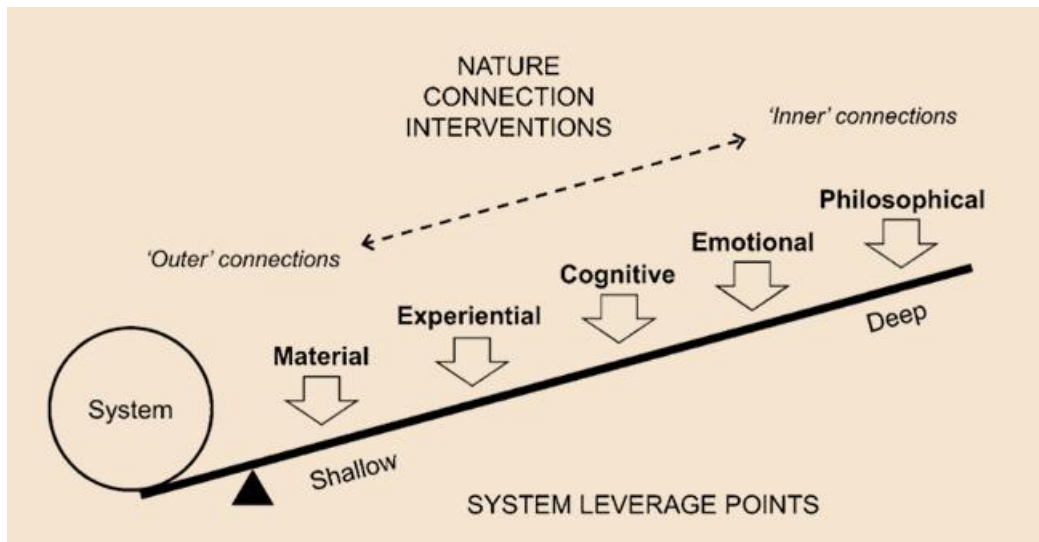 NATURE
CONNECTION
INTERVENTIONS
‘Inner’ connections
Philosophical
Emotional
‘Outer’ connections
Cognitive
Experiential
Deep
Material
System
Shallow
SYSTEM LEVERAGE POINTS